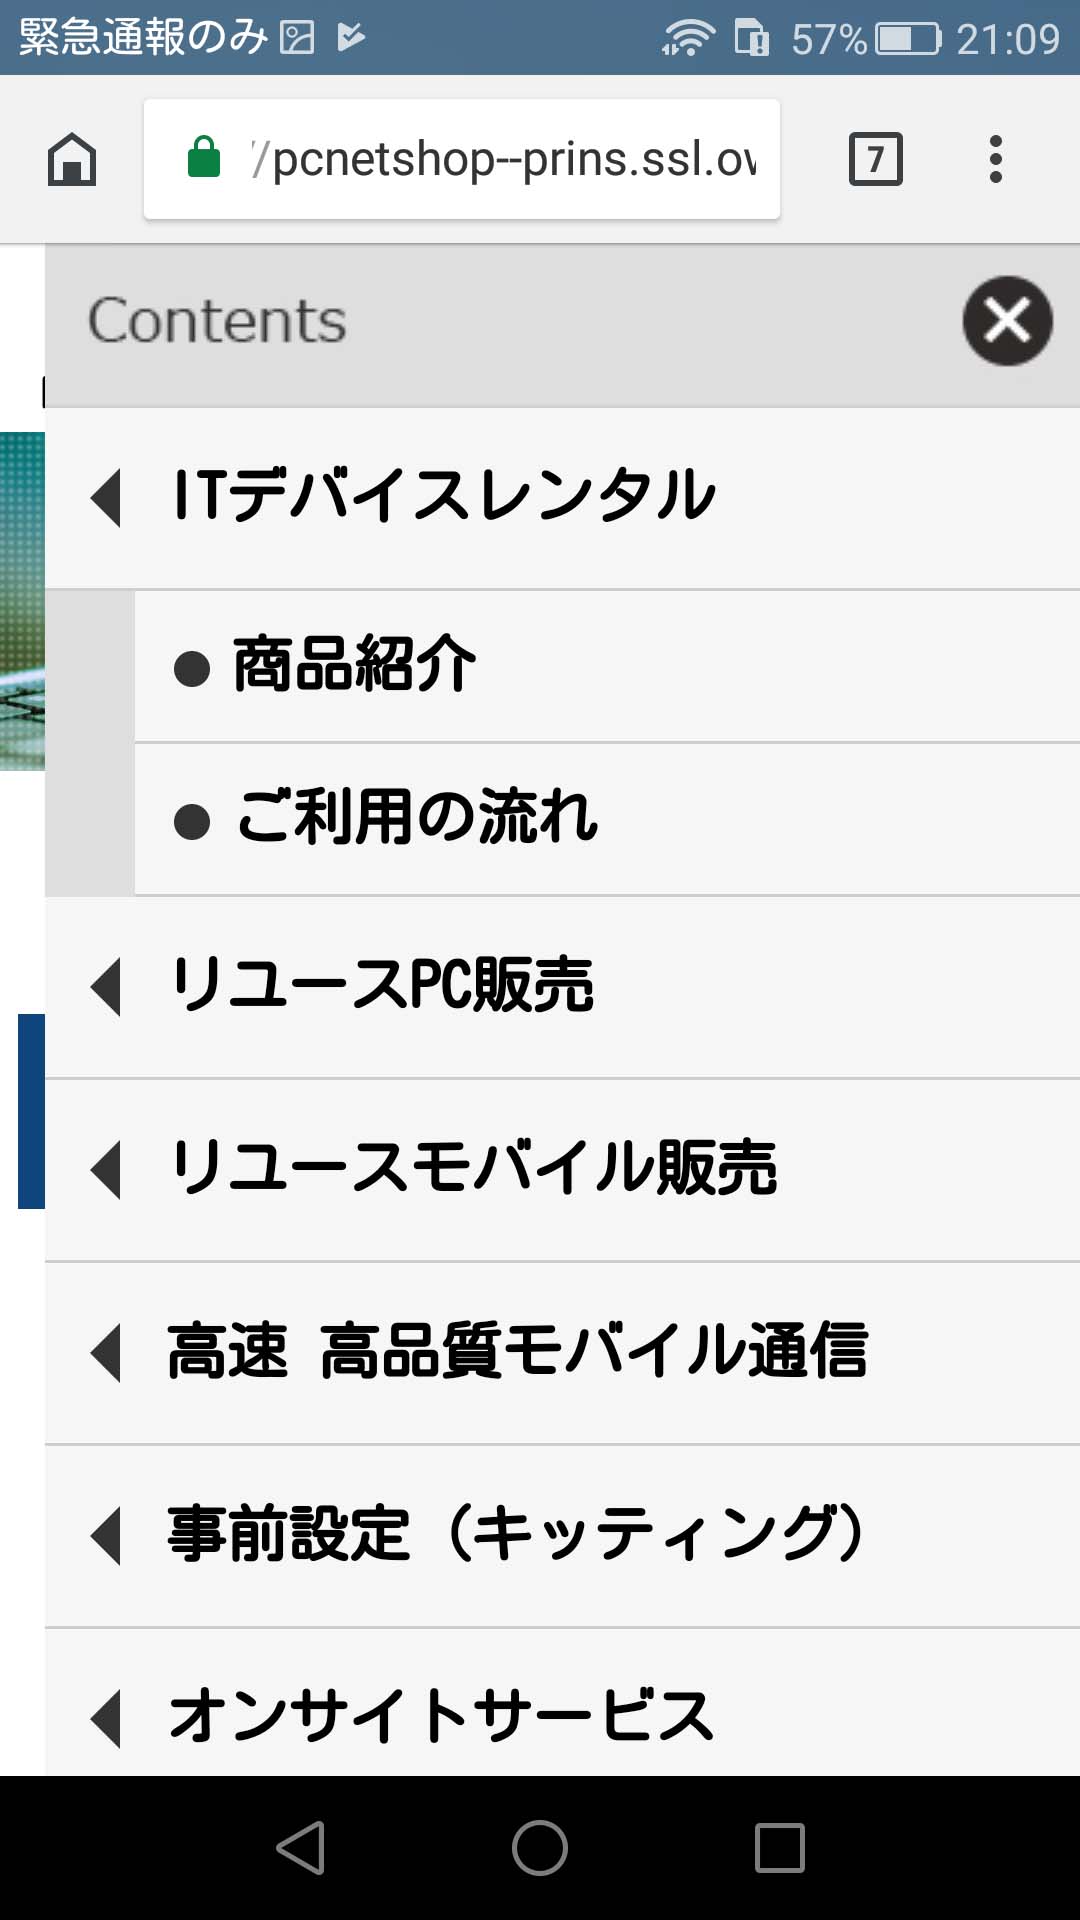 緊急通報のみ 57% 21:09
/pcnetshop--prins.ssl.ov 7
Contents
ITデバイスレンタル
● 商品紹介
● ご利用の流れ
リユースPC販売
リユースモバイル販売
高速 高品質モバイル通信
事前設定（キッティング）
オンサイトサービス